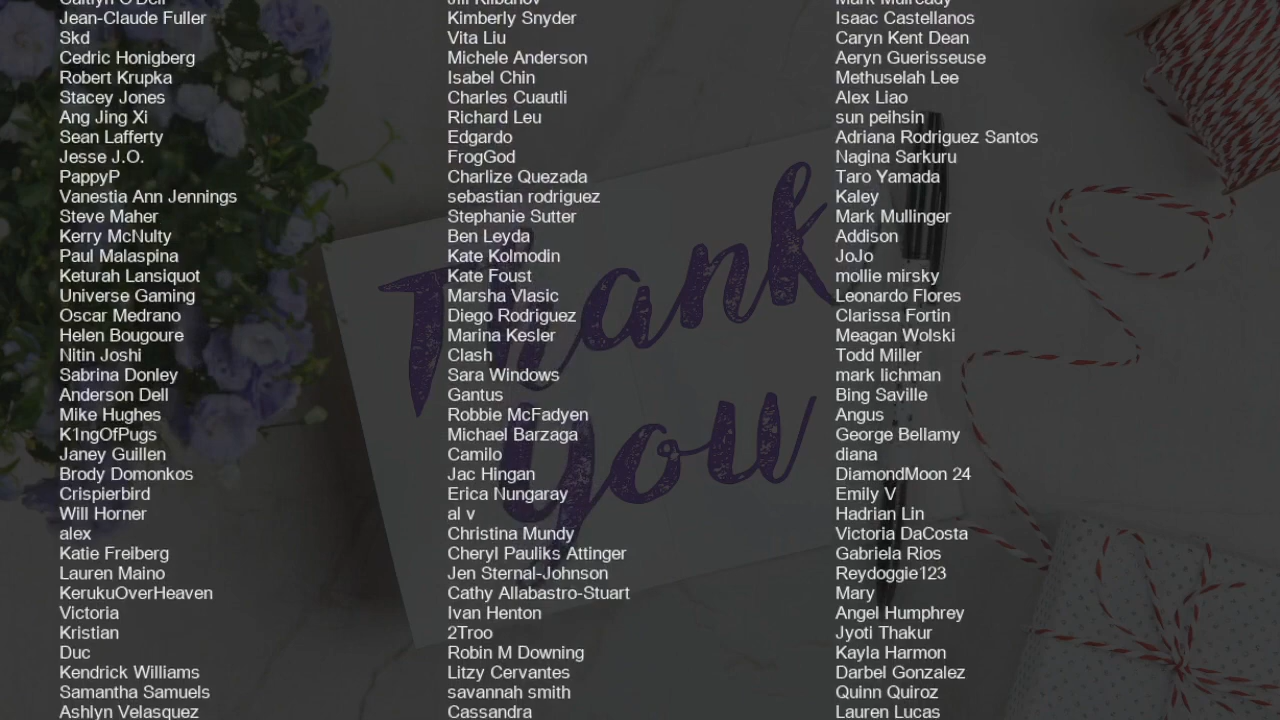 Jean-Claude Fuller
Skd
Cedric Honigberg
Robert Krupka
Stacey Jones
Ang Jing Xi
Sean Lafferty
Jesse J.O.
PappyP
Vanestia Ann Jennings
Steve Maher
Kerry McNulty
Paul Malaspina
Keturah Lansiquot
Universe Gaming
Oscar Medrano
Helen Bougoure
Nitin Joshi
Sabrina Donley
Anderson Dell
Mike Hughes
K1ngOfPugs
Janey Guillen
Brody Domonkos
Crispierbird
Will Horner
alex
Katie Freiberg
Lauren Maino
KerukuOverHeaven
Victoria
Kristian
Duc
Kendrick Williams
Samantha Samuels
Ashlyn Velasquez
Kimberly Snyder
Vita Liu
Michele Anderson
Isabel Chin
Charles Cuautli
Richard Leu
Edgardo
FrogGod
Charlize Quezada
sebastian rodriguez
Stephanie Sutter
Ben Leyda
Kate Kolmodin
Kate Foust
Marsha Vlasic
Diego Rodriguez
Marina Kesler
Clash
Sara Windows
Gantus
Robbie McFadyen
Michael Barzaga
Camilo
Jac Hingan
Erica Nungaray
al v
Christina Mundy
Cheryl Pauliks Attinger
Jen Sternal-Johnson
Cathy Allabastro-Stuart
Ivan Henton
2Troo
Robin M Downing
Litzy Cervantes
savannah smith
Cassandra
Isaac Castellanos
Caryn Kent Dean
Aeryn Guerisseuse
Methuselah Lee
Alex Liao
sun peihsin
Adriana Rodriguez Santos
Nagina Sarkuru
Taro Yamada
Kaley
Mark Mullinger
Addison
JoJo
mollie mirsky
Leonardo Flores
Clarissa Fortin
Meagan Wolski
Todd Miller
mark lichman
Bing Saville
Angus
George Bellamy
diana
DiamondMoon 24
Emily V
Hadrian Lin
Victoria DaCosta
Gabriela Rios
Reydoggie123
Mary
Angel Humphrey
Jyoti Thakur
Kayla Harmon
Darbel Gonzalez
Quinn Quiroz
Lauren Lucas
Thank
you